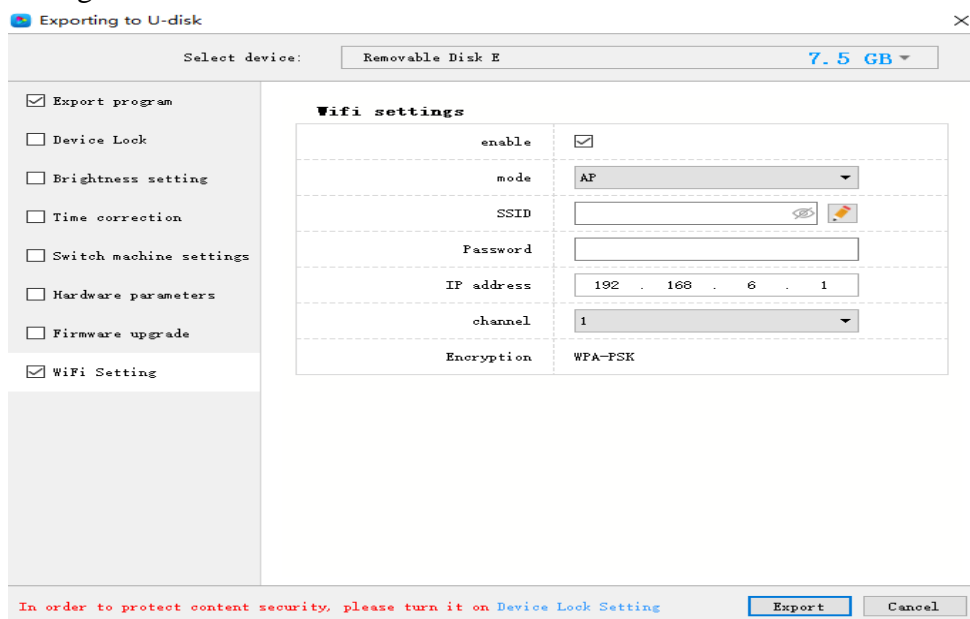 Exporting to U-disk
Select device: Removable Disk E 7.5 GB
Export program
Device Lock
Brightness setting
Time correction
Switch machine settings
Hardware parameters
Firmware upgrade
WiFi Setting
Wifi settings
enable
mode AP
SSID
Password
IP address 192 . 168 . 6 . 1
channel 1
Encryption WPA-PSK
In order to protect content security, please turn it on Device Lock Setting
Export Cancel